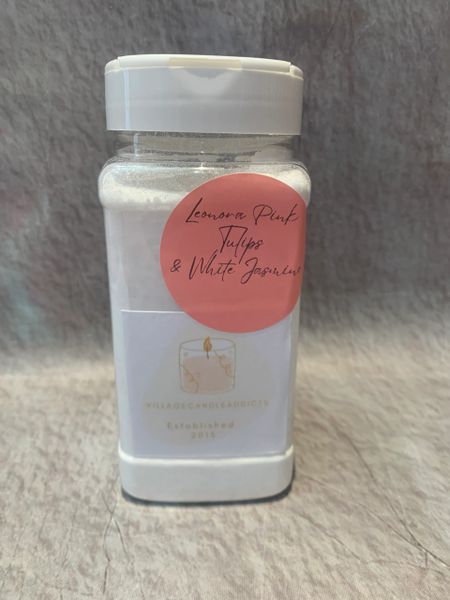 Leonora Pink
Tulips
& White Jasmine
VILLAGECANDLEADDICTS
Established
2015